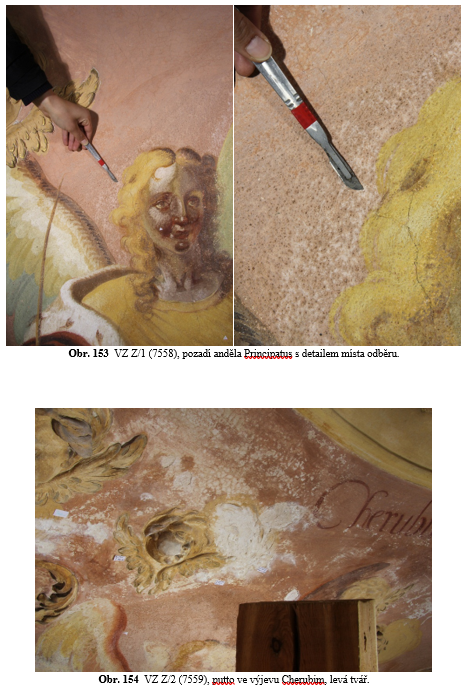 Obr. 153 VZ Z/1 (7558), pozadí anděla Principatus s detailem místa odběru.
Cherubi
Obr. 154 VZ Z/2 (7559), putto ve výjevu Cherubim, levá tvář.